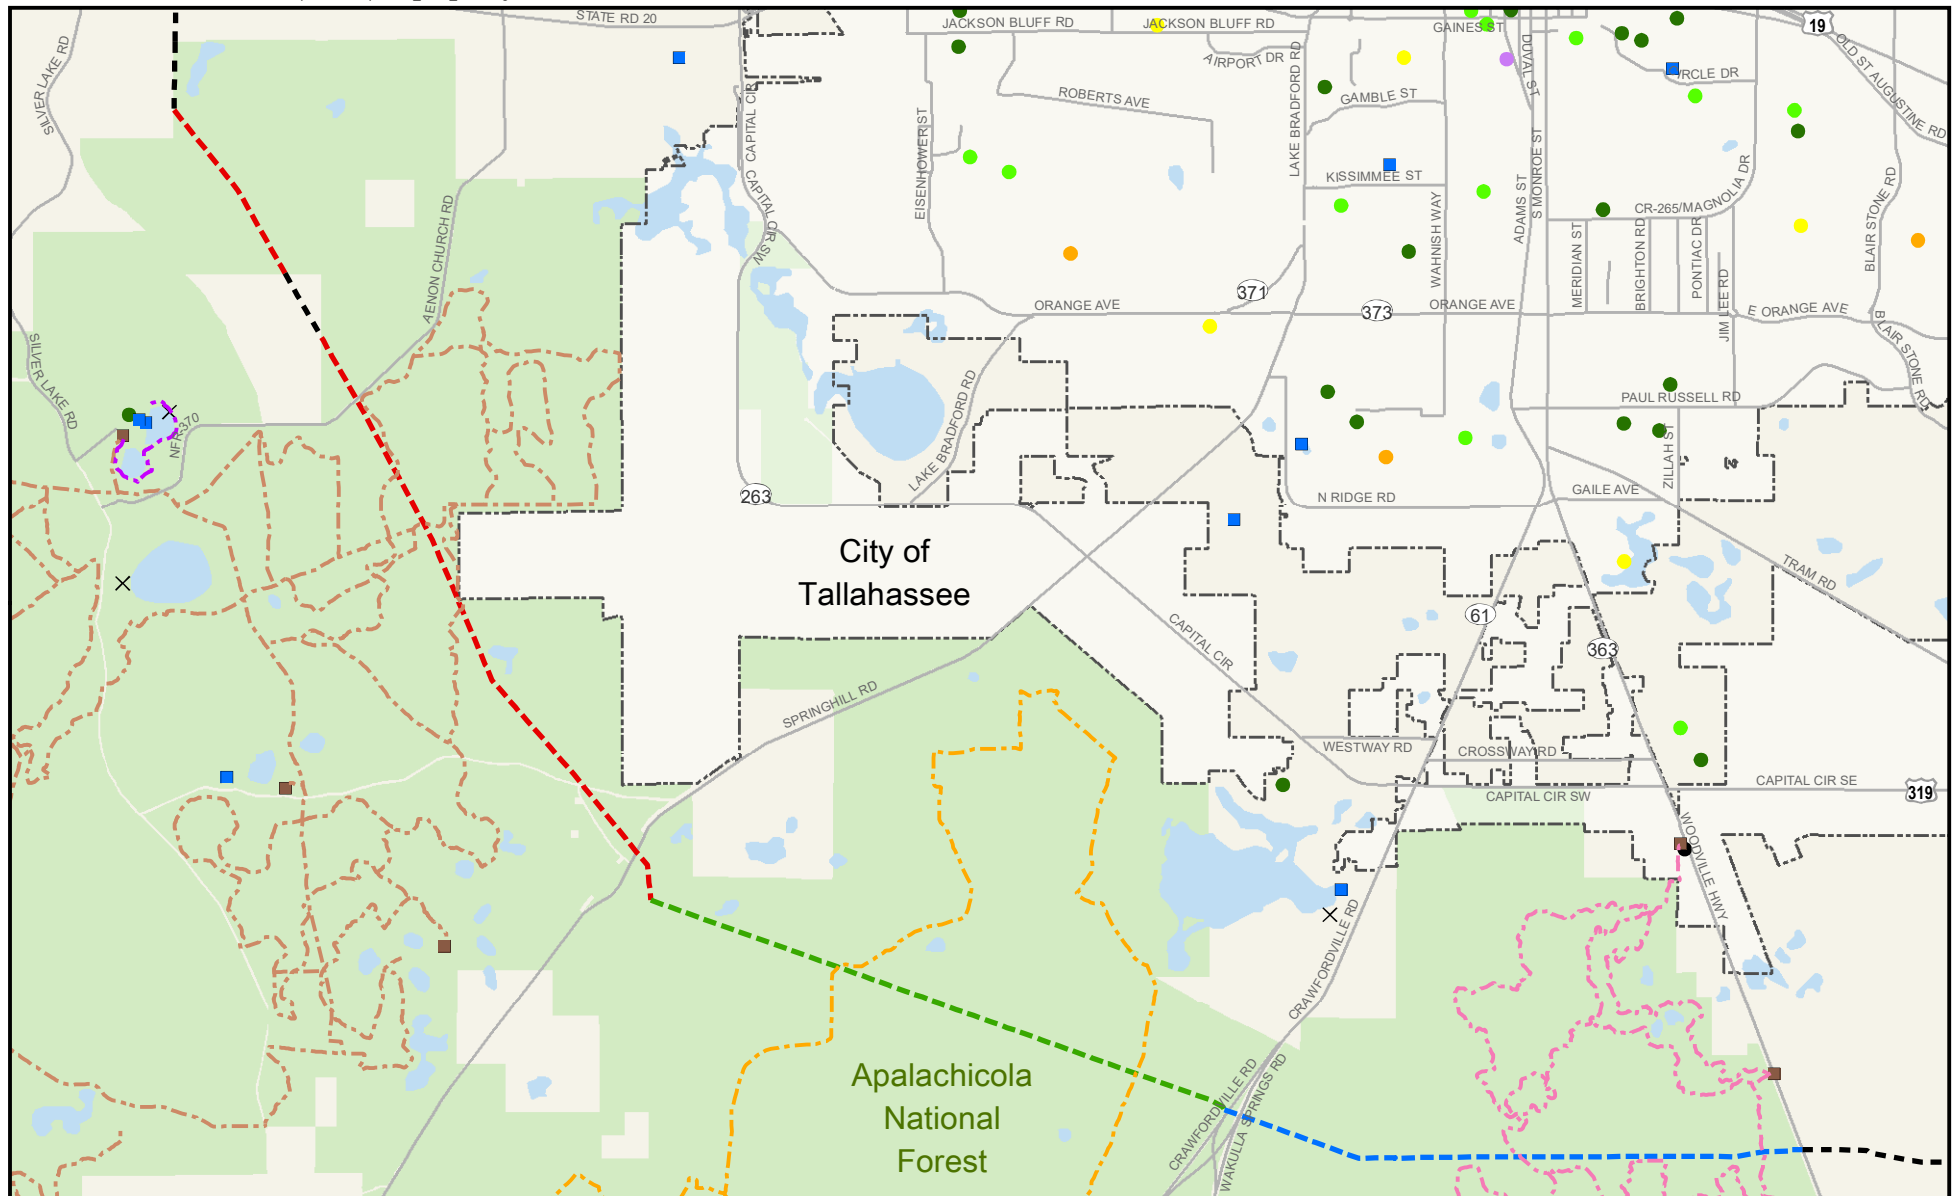 STATE RD 20
JACKSON BLUFF RD
JACKSON BLUFF RD
GAINES ST
19
SILVER LAKE RD
AIRPORT DR
LAKE BRADFORD RD
DUVAL ST
OLD ST AUGUSTINE RD
CAPITAL CIR
ROBERTS AVE
GAMBLE ST
IRCLE DR
EISENHOWER ST
S MONROE ST
KISSIMMEE ST
CAPITAL CIR SW
AENON CHURCH RD
WAHNISH WAY
ADAMS ST
CR-265/MAGNOLIA DR
BLAIR STONE RD
MERIDIAN ST
BRIGHTON RD
PONTIAC DR
JIM LEE RD
371
373
ORANGE AVE
ORANGE AVE
E ORANGE AVE
BLAIR STONE RD
SILVER LAKE RD
NFR-370
LAKE BRADFORD RD
PAUL RUSSELL RD
ZILLAH ST
263
N RIDGE RD
GAILE AVE
City of
Tallahassee
TRAM RD
61
363
CAPITAL CIR
SPRINGHILL RD
WESTWAY RD
CROSSWAY RD
CAPITAL CIR SE
319
CAPITAL CIR SW
WOODVILLE HWY
CRAWFORDVILLE RD
Apalachicola
National
Forest
CRAWFORDVILLE RD
WAKULLA SPRINGS RD